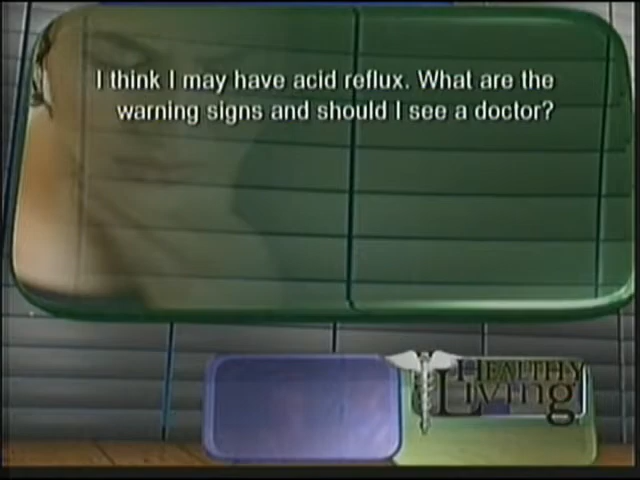 I think I may have acid reflux. What are the
warning signs and should I see a doctor?
HEALTHY
Living